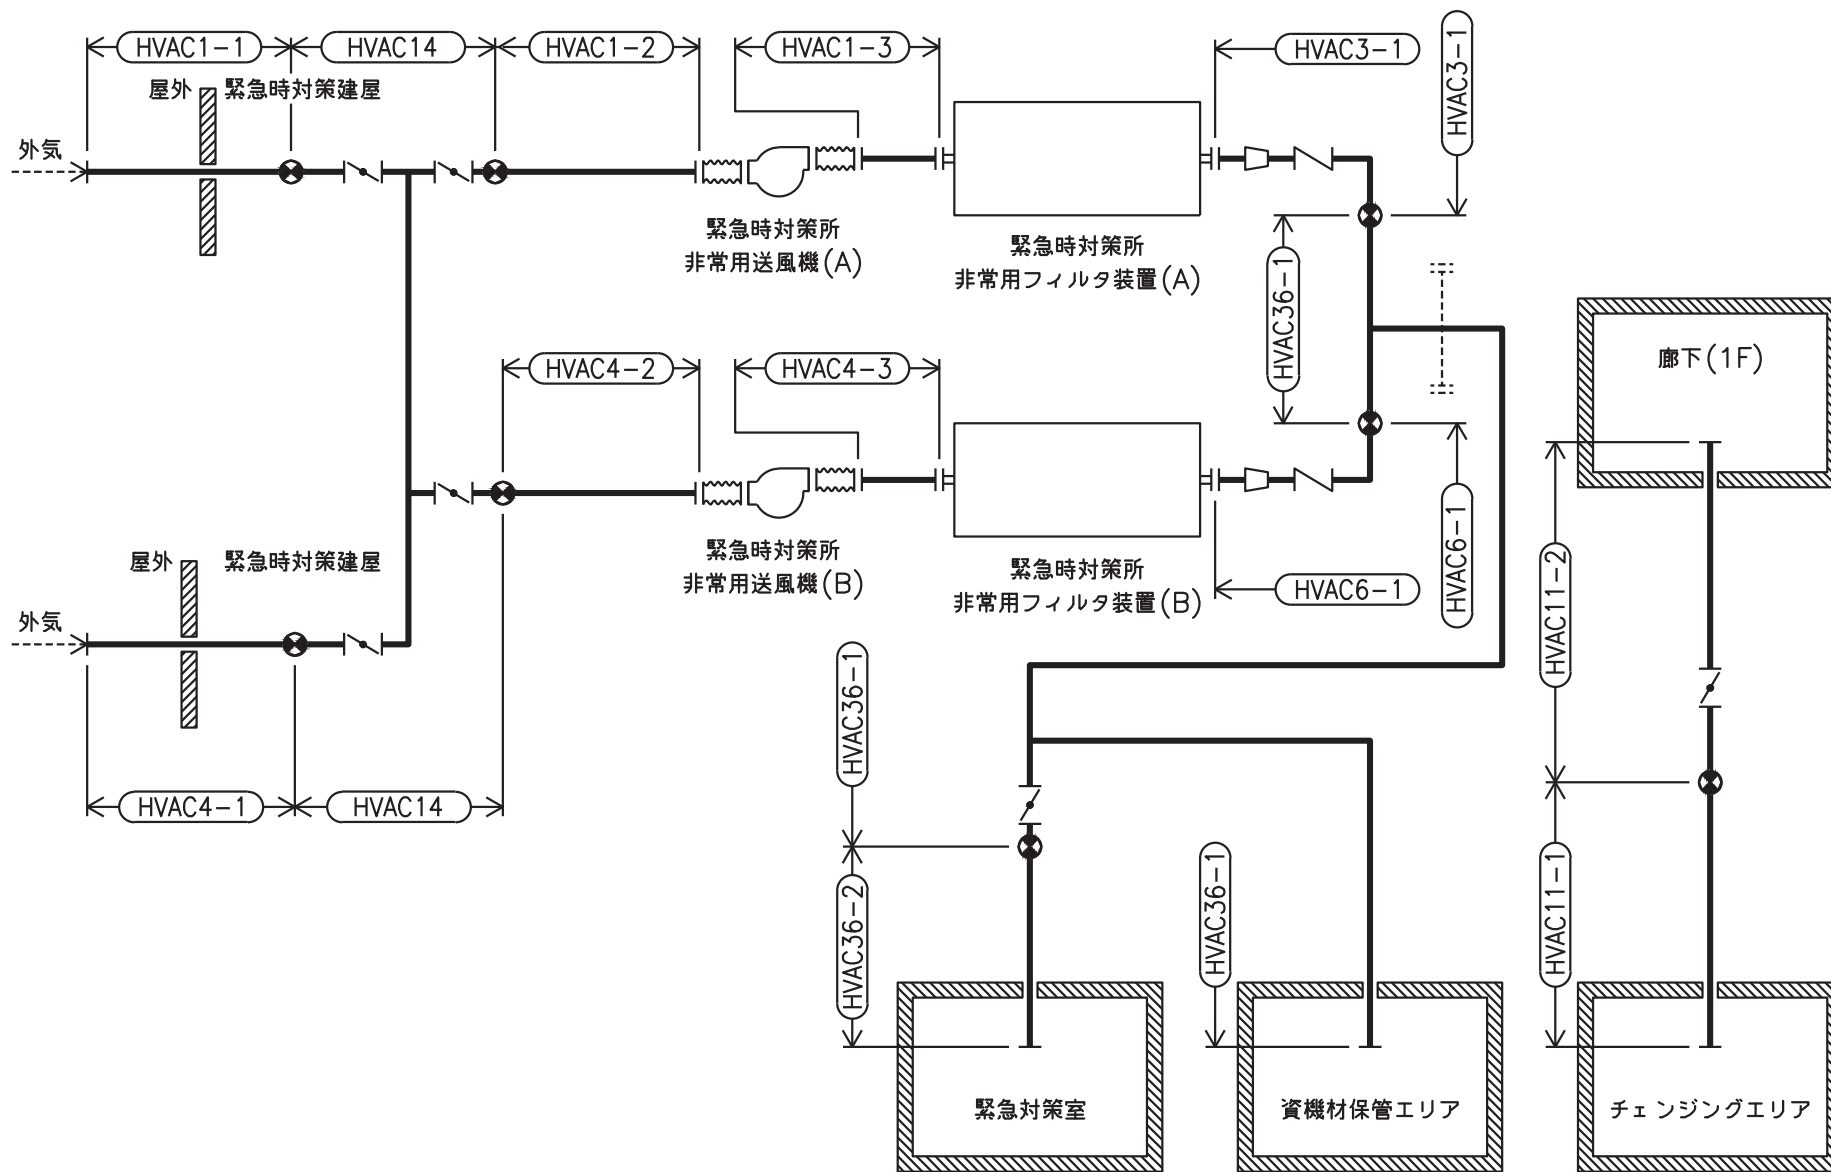 HVAC1-1
HVAC14
HVAC1-2
HVAC1-3
HVAC3-1
HVAC3-1
屋外
緊急時対策建屋
外気
緊急時対策所
非常用送風機(A)
緊急時対策所
非常用フィルタ装置(A)
HVAC36-1
廊下(1F)
HVAC4-2
HVAC4-3
HVAC6-1
屋外
緊急時対策建屋
外気
緊急時対策所
非常用送風機(B)
緊急時対策所
非常用フィルタ装置(B)
HVAC6-1
HVAC11-2
HVAC4-1
HVAC14
HVAC36-1
HVAC36-2
HVAC36-1
HVAC11-1
緊急対策室
資機材保管エリア
チェンジングエリア